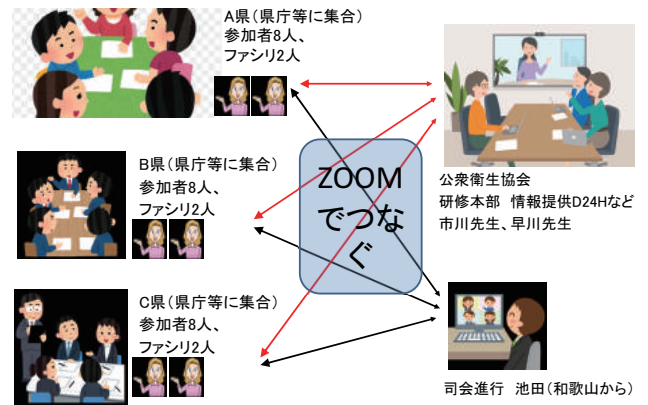 A県(県庁等に集合)
参加者8人、
ファシリ2人
B県(県庁等に集合)
参加者8人、
ファシリ2人
C県(県庁等に集合)
参加者8人、
ファシリ2人
ZOOM
でつな
ぐ
公衆衛生協会
研修本部 情報提供D24Hなど
市川先生、早川先生
司会進行 池田(和歌山から)